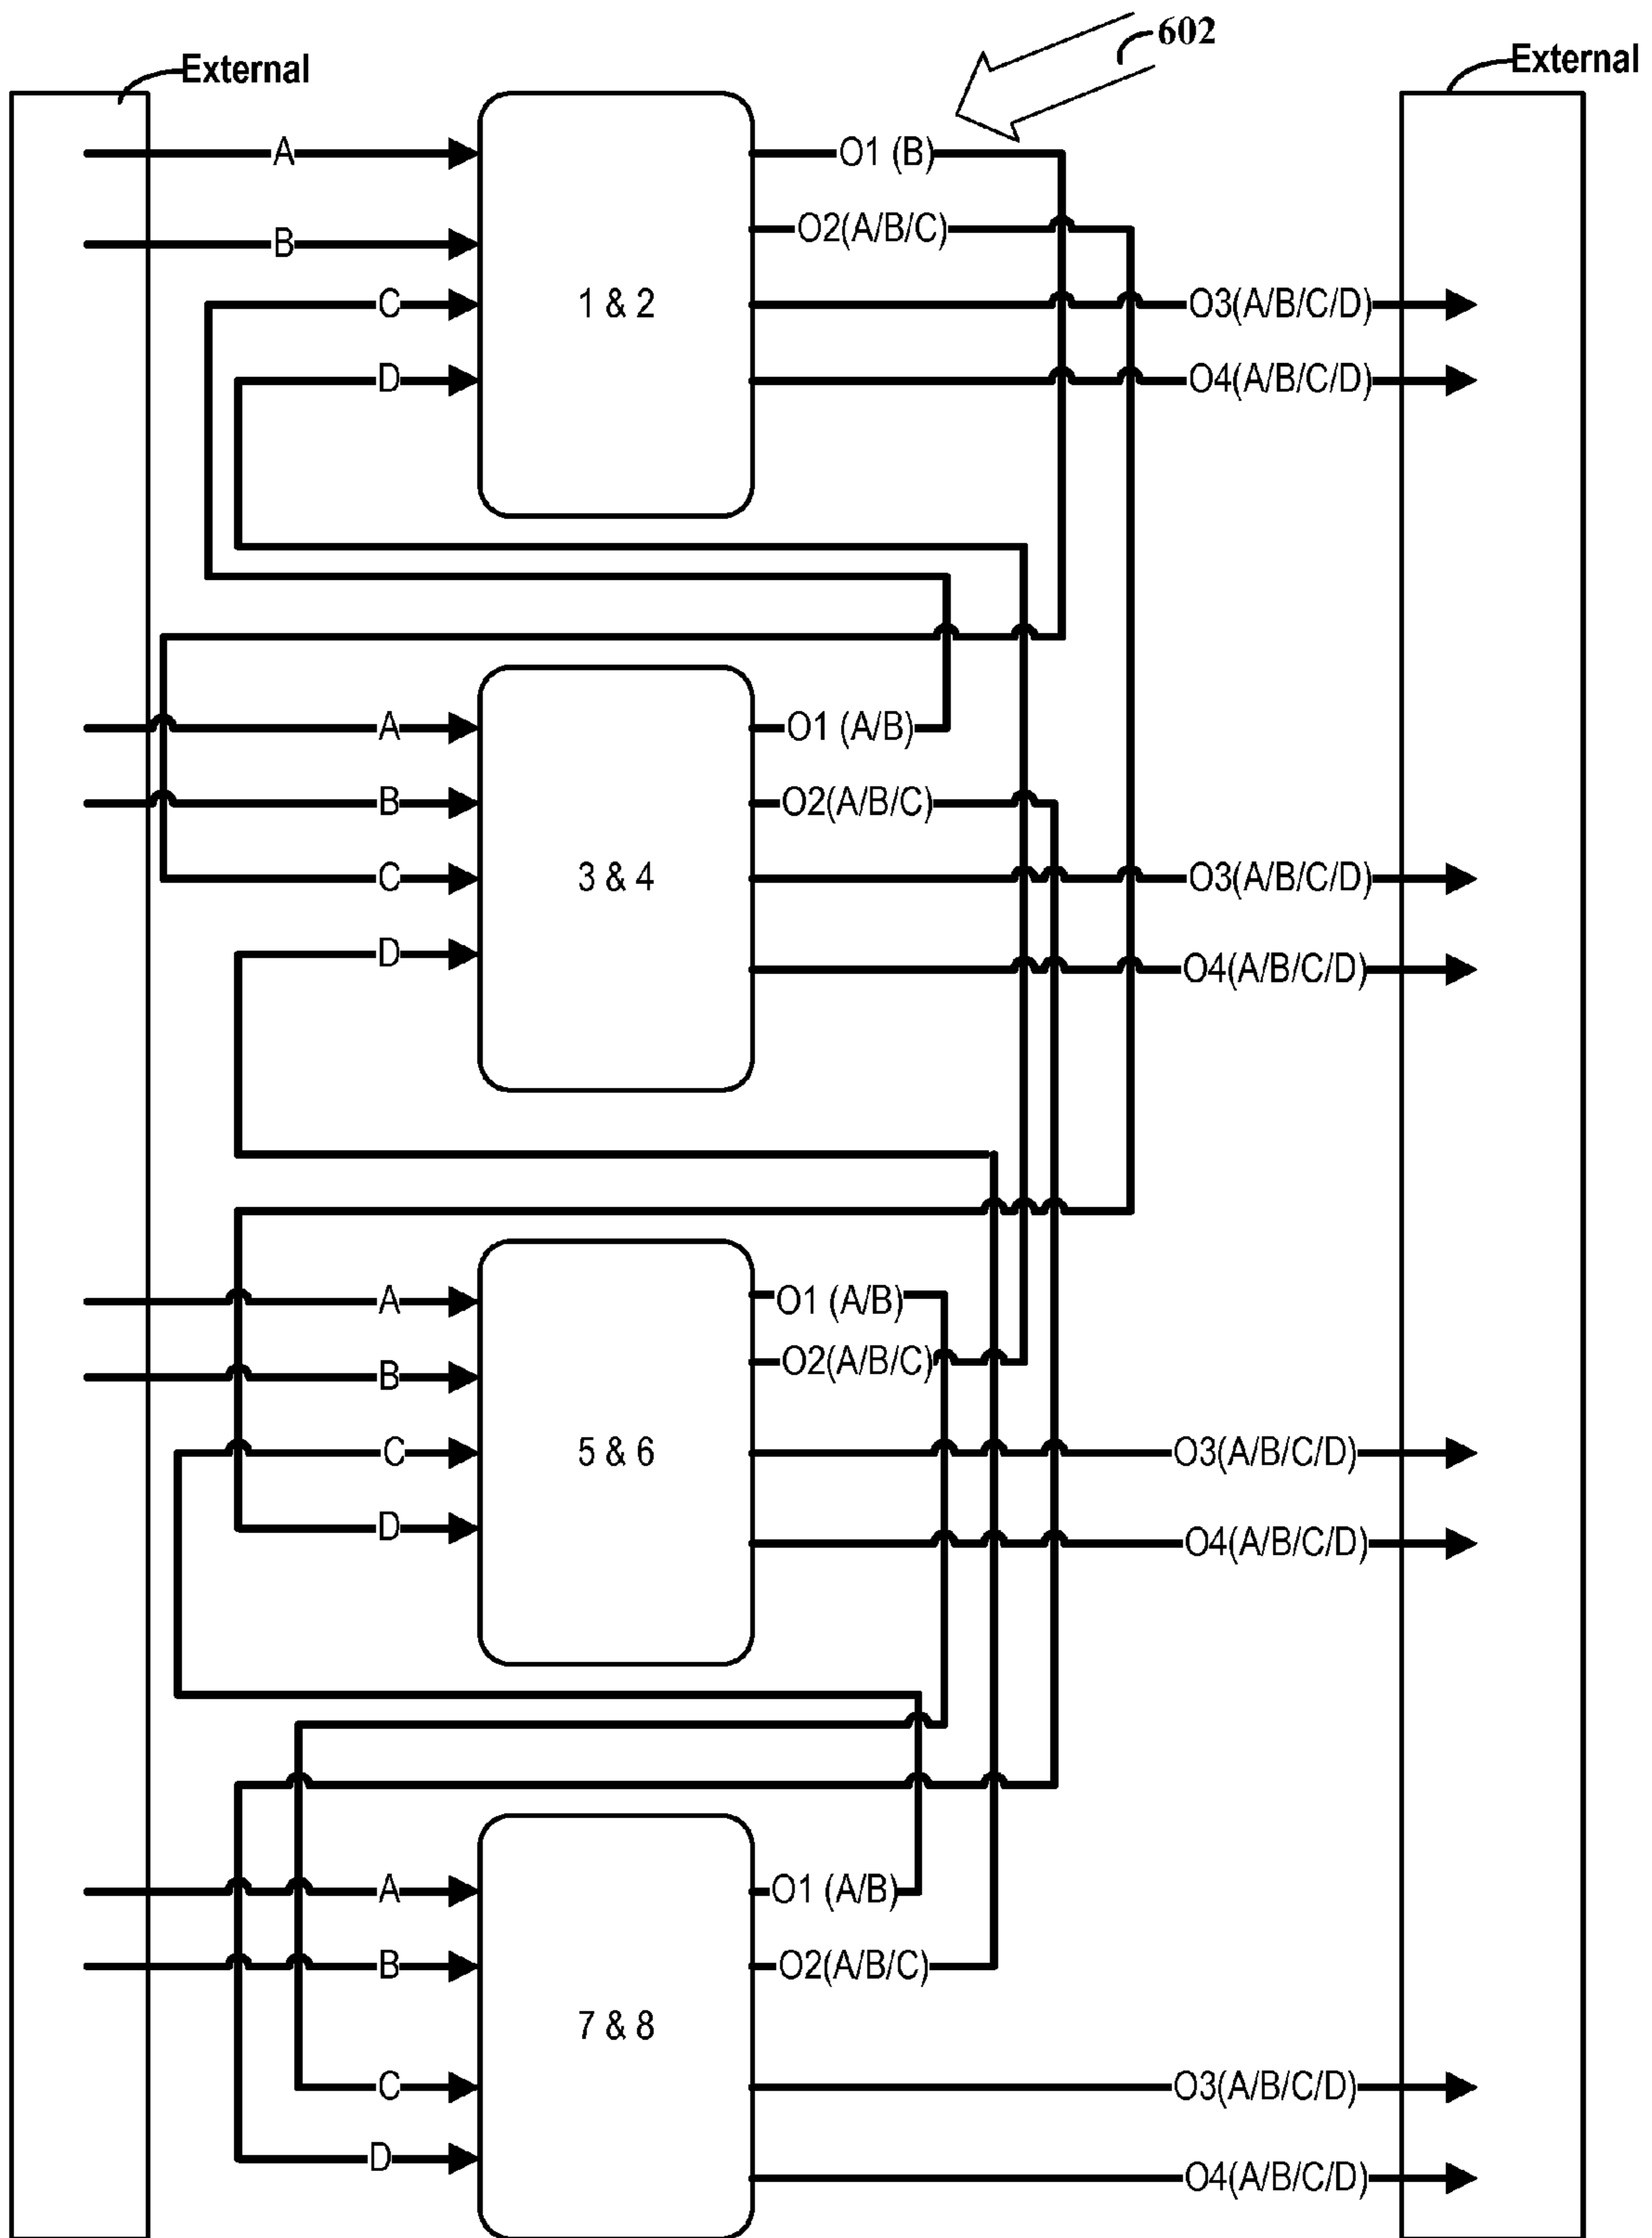 602
External
External
A
O1 (B)
B
O2(A/B/C)
C
1 & 2
O3(A/B/C/D)
D
O4(A/B/C/D)
A
O1 (A/B)
B
O2(A/B/C)
C
3 & 4
O3(A/B/C/D)
D
O4(A/B/C/D)
A
O1 (A/B)
B
O2(A/B/C)
C
5 & 6
O3(A/B/C/D)
D
O4(A/B/C/D)
A
O1 (A/B)
B
O2(A/B/C)
7 & 8
C
O3(A/B/C/D)
D
O4(A/B/C/D)